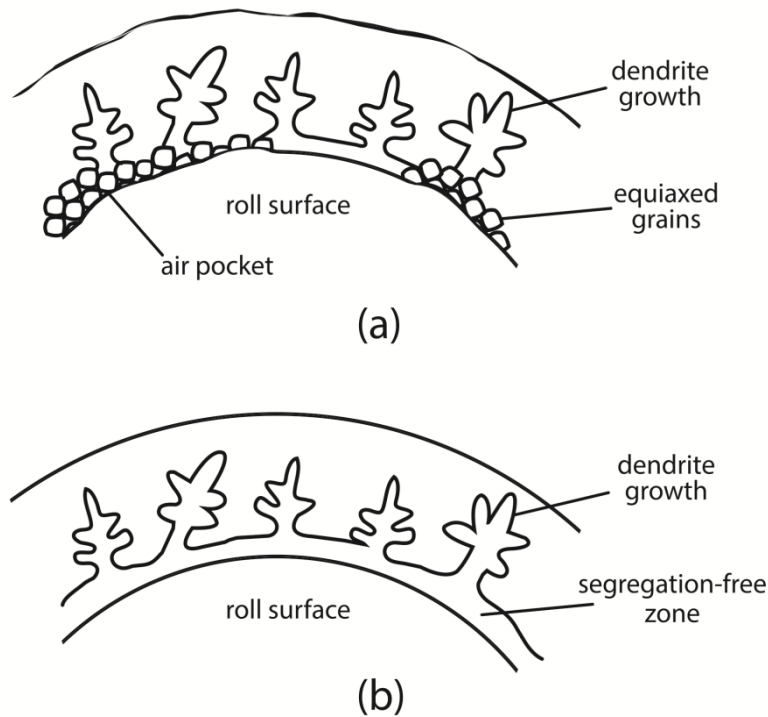 dendrite
growth
roll surface
equiaxed
grains
air pocket
(a)
dendrite
growth
roll surface
segregation-free
zone
(b)